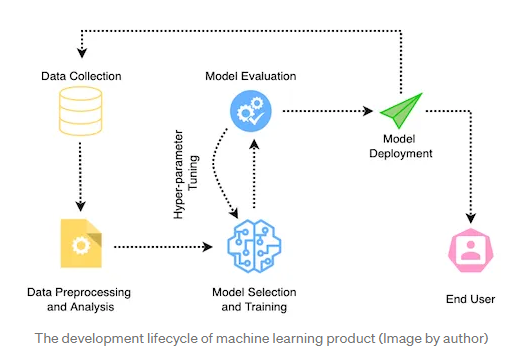 Data Collection
Model Evaluation
Hyper-parameter
Tuning
Model
Deployment
Data Preprocessing
and Analysis
Model Selection
and Training
End User
The development lifecycle of machine learning product (Image by author)